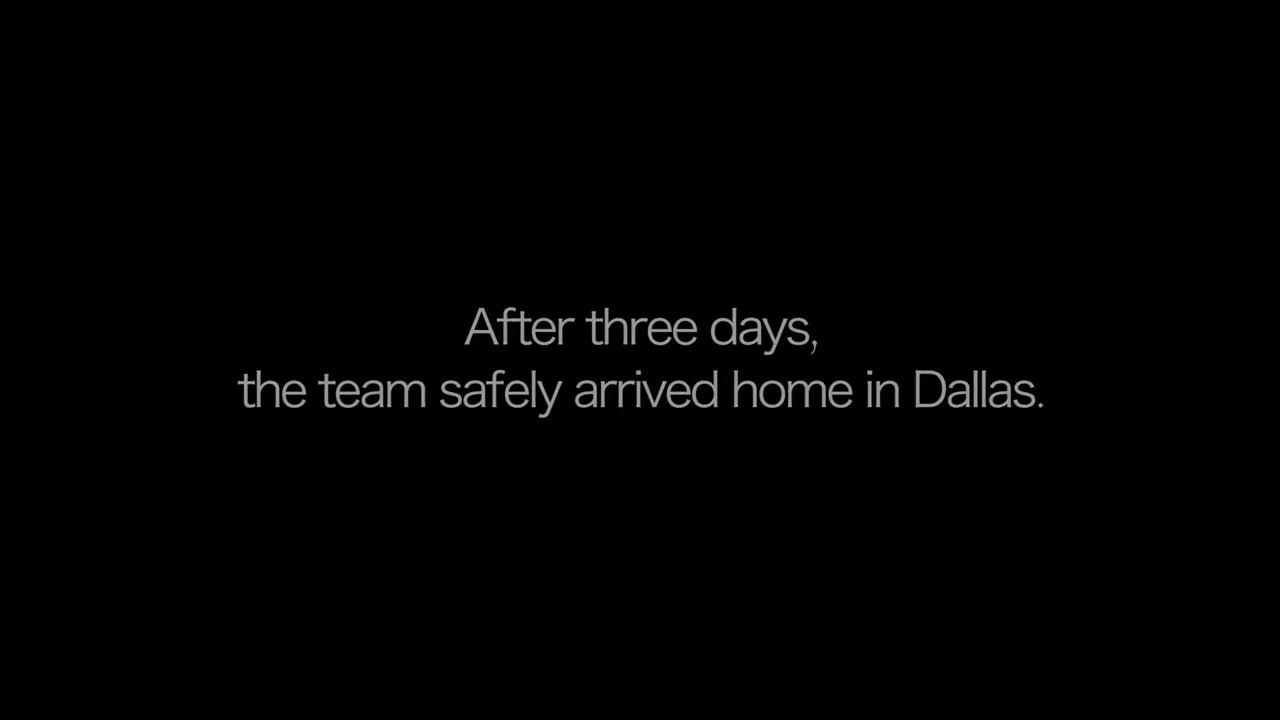 After three days,
the team safely arrived home in Dallas.